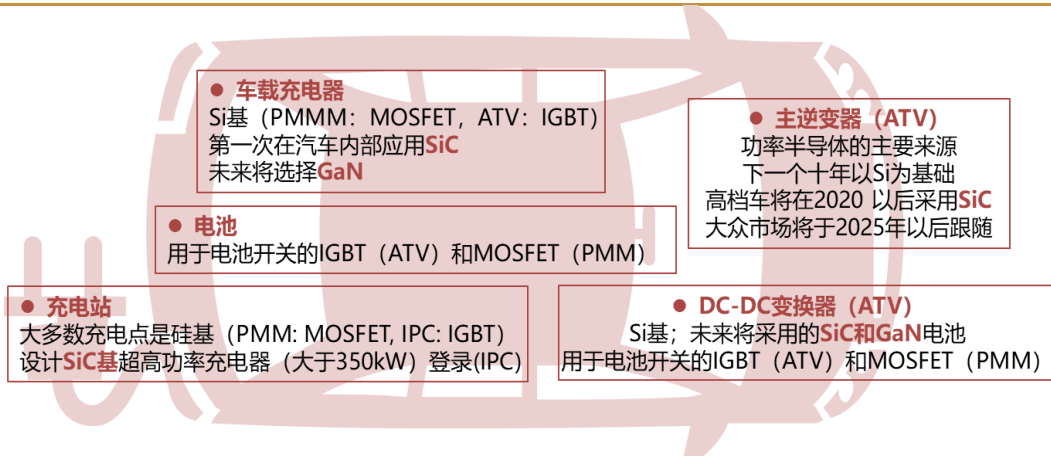 ● 车载充电器
Si基（PMMM：MOSFET，ATV：IGBT）
第一次在汽车内部应用SiC
未来将选择GaN
● 主逆变器（ATV）
功率半导体的主要来源
下一个十年以Si为基础
高档车将在2020 以后采用SiC
大众市场将于2025年以后跟随
● 电池
用于电池开关的IGBT（ATV）和MOSFET（PMM）
● 充电站
大多数充电点是硅基（PMM: MOSFET, IPC: IGBT）
设计SiC基超高功率充电器（大于350kW）登录(IPC)
● DC-DC变换器（ATV）
Si基；未来将采用的SiC和GaN电池
用于电池开关的IGBT（ATV）和MOSFET（PMM）